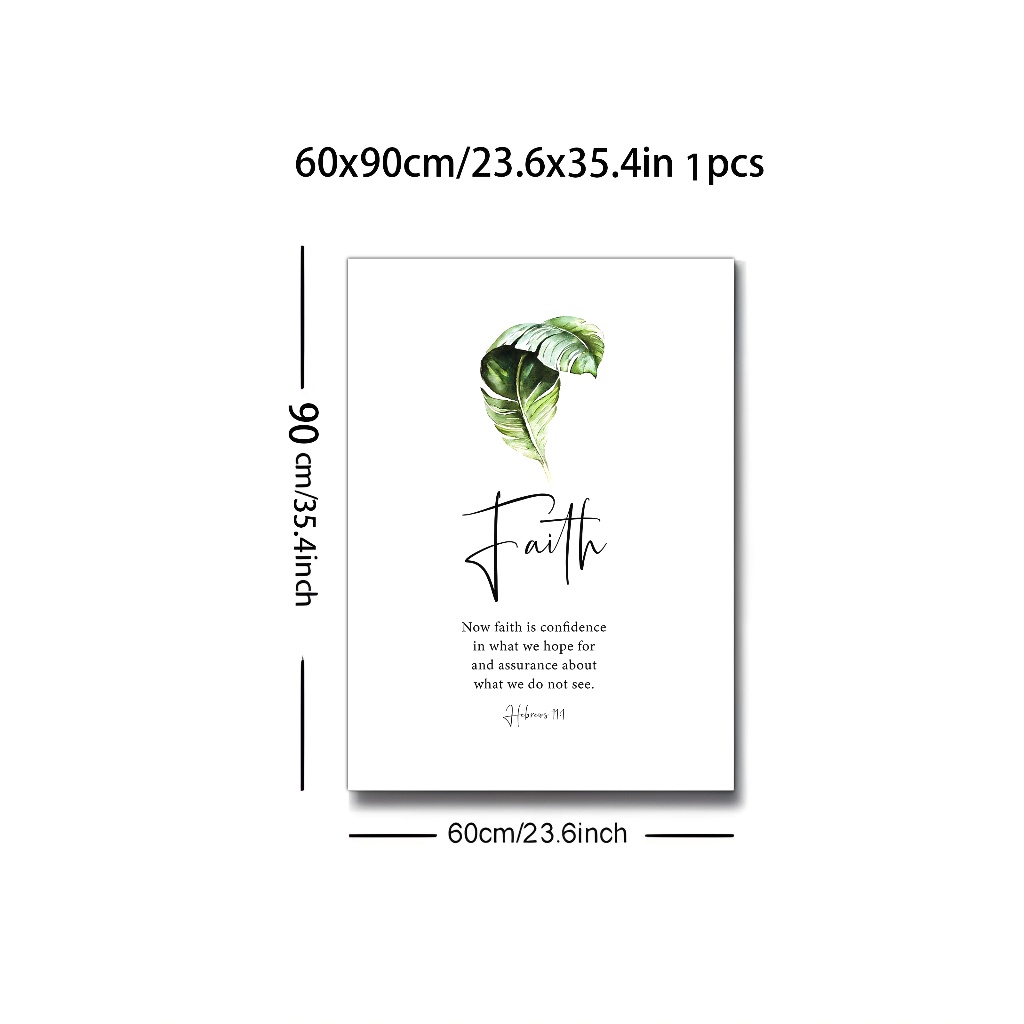 60x90cm/23.6x35.4in 1pcs
90 cm/35.4inch
Faith
Now faith is confidence
in what we hope for
and assurance about
what we do not see.
Hebrews 11:1
60cm/23.6inch